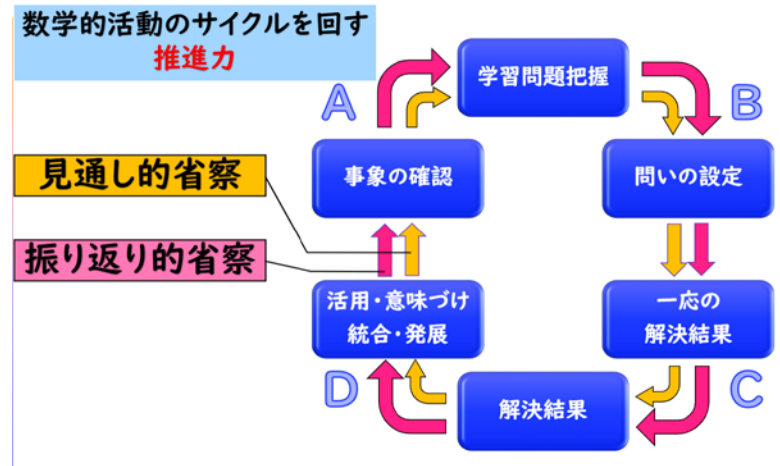 数学的活動のサイクルを回す
推進力
A
学習問題把握
B
見通し的省察
事象の確認
問いの設定
振り返り的省察
活用・意味づけ
統合・発展
一応の
解決結果
D
解決結果
C